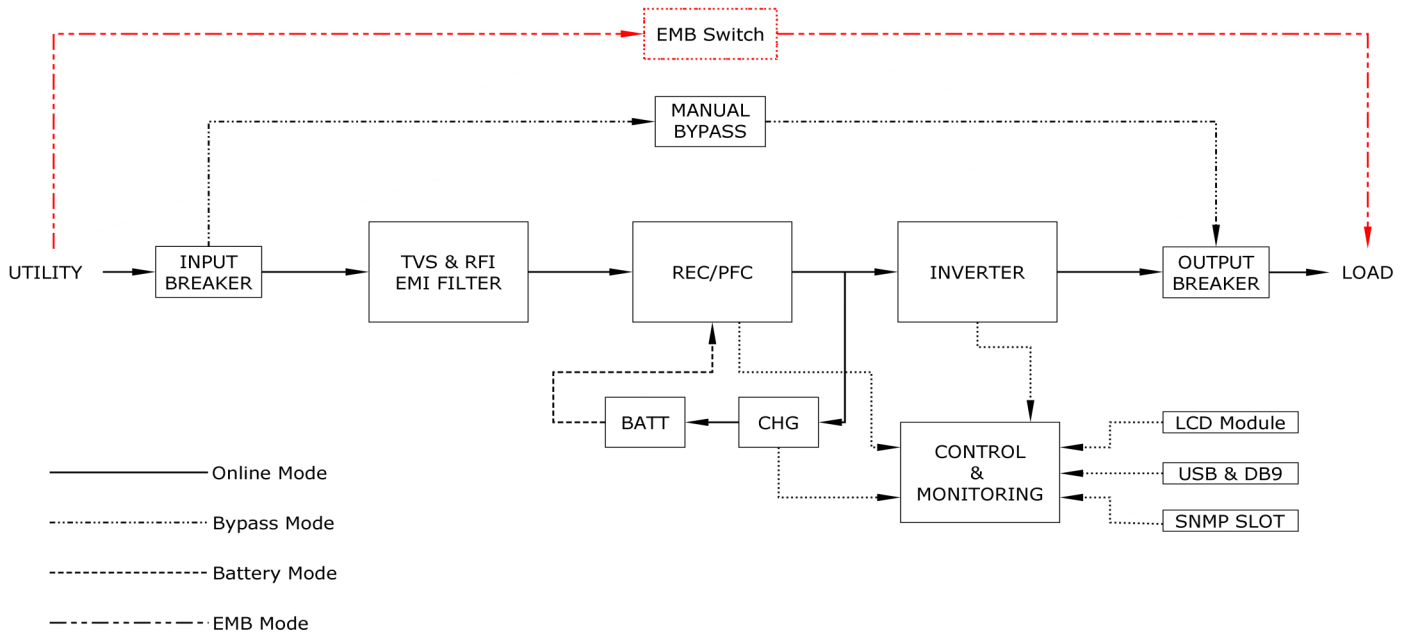 EMB Switch
MANUAL
BYPASS
UTILITY
INPUT
BREAKER
TVS & RFI
EMI FILTER
REC/PFC
INVERTER
OUTPUT
BREAKER
LOAD
BATT
CHG
CONTROL
&
MONITORING
LCD Module
USB & DB9
SNMP SLOT
Online Mode
Bypass Mode
Battery Mode
EMB Mode